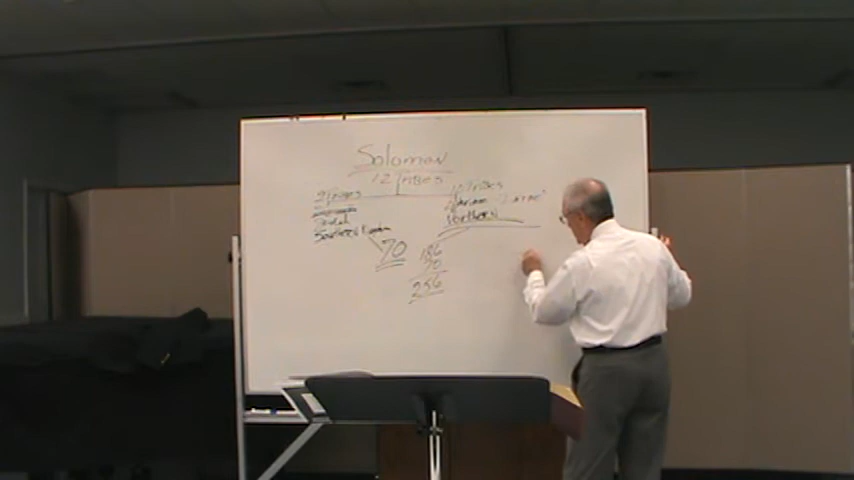 Solomon
12 Tribes
2 Tribes
10 Tribes
Judah
Northern
Southern Kingdom
70
186
70
256